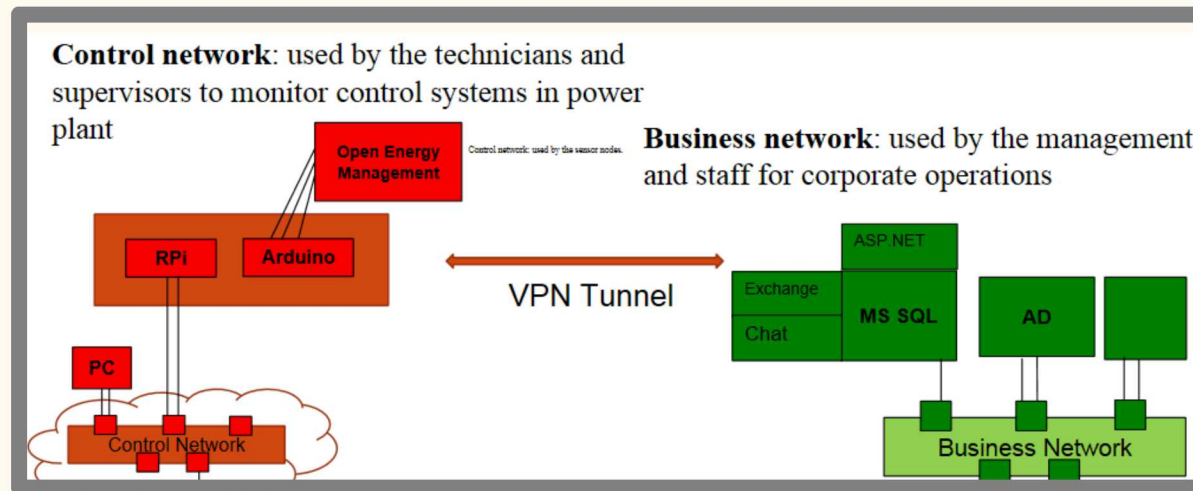 Control network: used by the technicians and
supervisors to monitor control systems in power
plant
Open Energy
Management
Control network: used by the sensor nodes.
Business network: used by the management
and staff for corporate operations
RPi
Arduino
VPN Tunnel
ASP.NET
Exchange
Chat
MS SQL
AD
PC
Control Network
Business Network